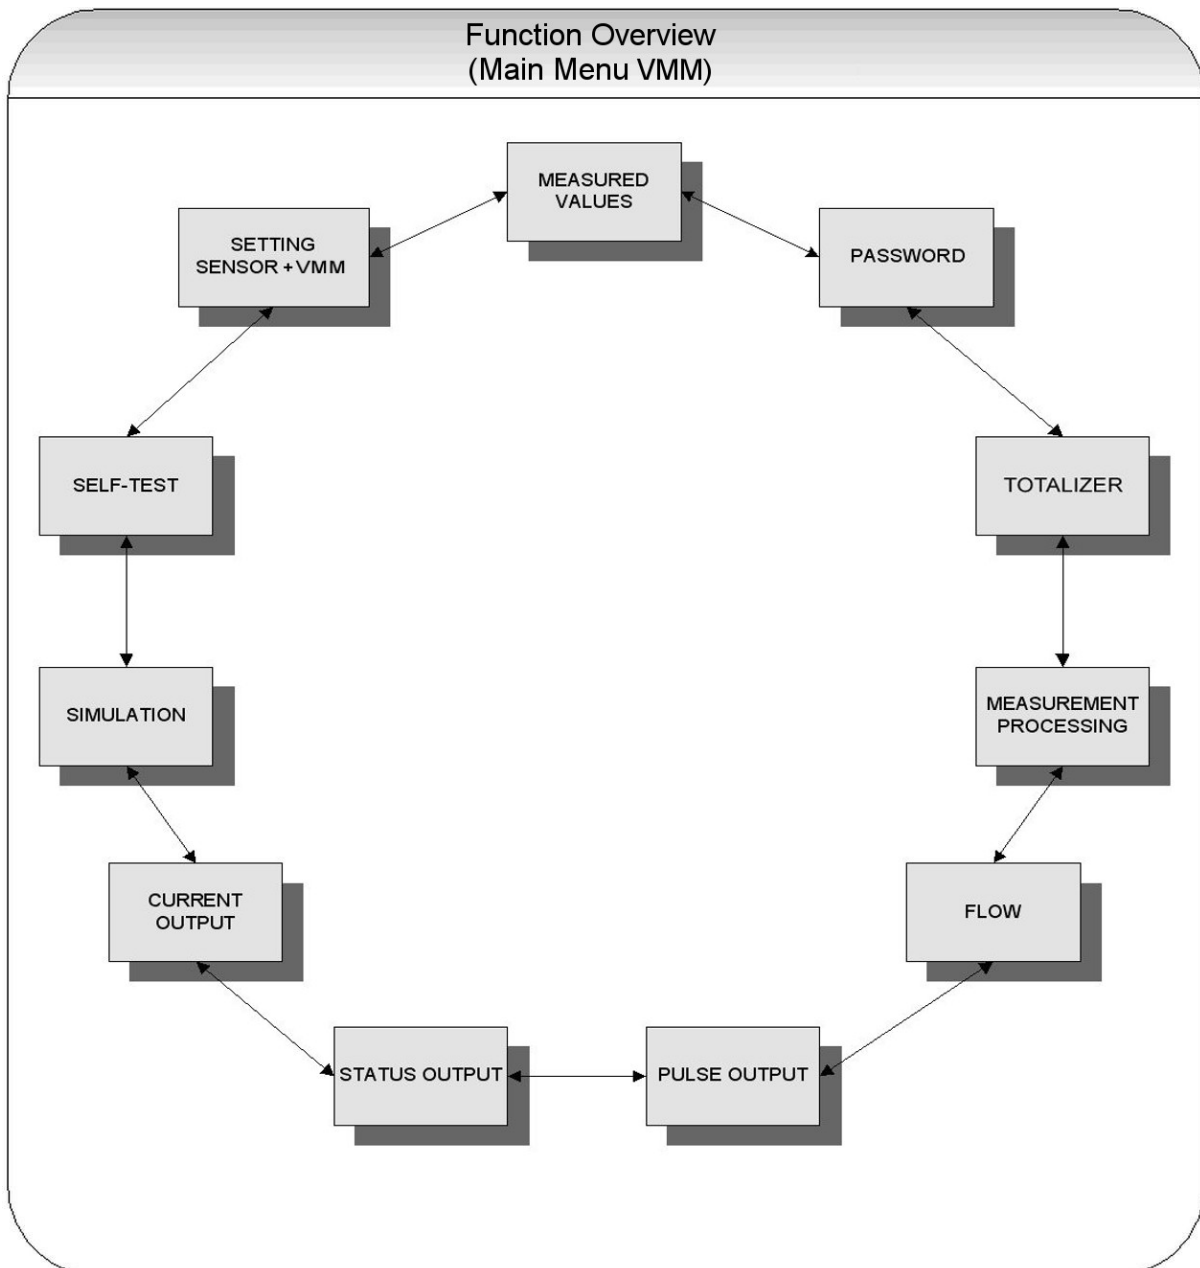 Function Overview
(Main Menu VMM)
MEASURED
VALUES
PASSWORD
TOTALIZER
MEASUREMENT
PROCESSING
FLOW
PULSE OUTPUT
STATUS OUTPUT
CURRENT
OUTPUT
SIMULATION
SELF-TEST
SETTING
SENSOR + VMM